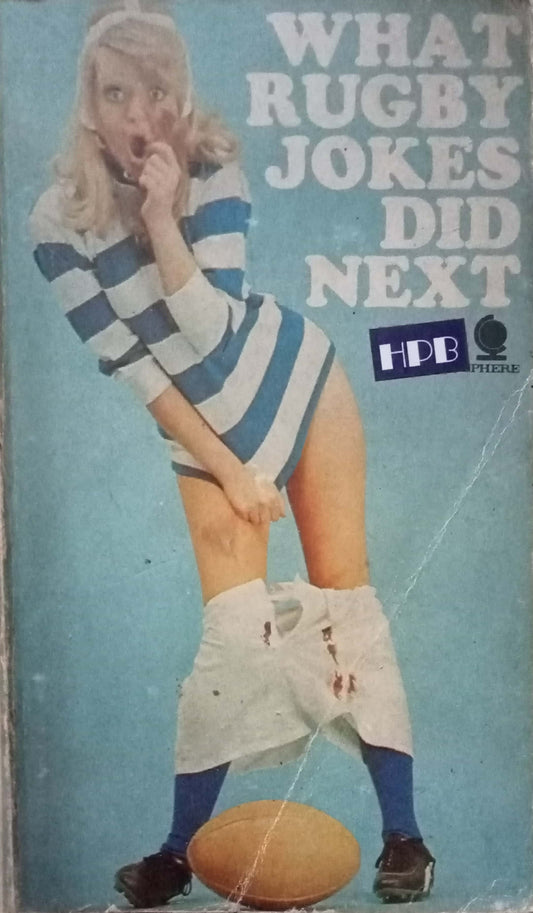 WHAT
RUGBY
JOKES
DID
NEXT
HPB
PHERE